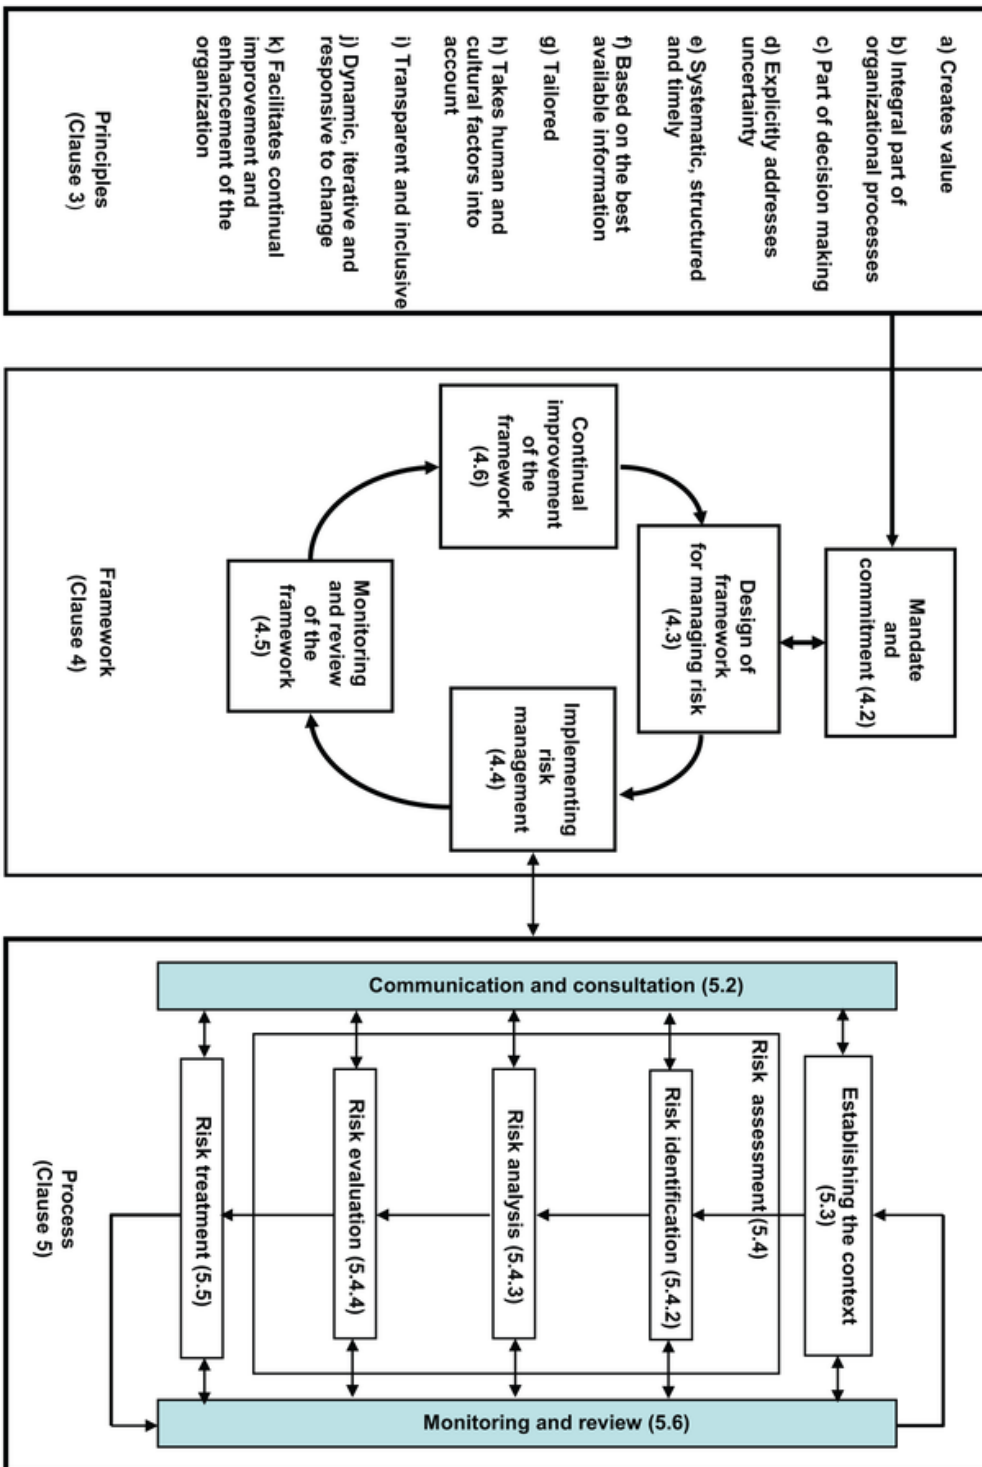 a) Creates value
b) Integral part of
organizational processes
c) Part of decision making
d) Explicitly addresses
uncertainty
e) Systematic, structured
and timely
f) Based on the best
available information
g) Tailored
h) Takes human and
cultural factors into
account
i) Transparent and inclusive
j) Dynamic, iterative and
responsive to change
k) Facilitates continual
improvement and
enhancement of the
organization
Principles
(Clause 3)
Mandate
and
commitment (4.2)
Design of
framework
for managing risk
(4.3)
Continual
improvement
of the
framework
(4.6)
Implementing
risk
management
(4.4)
Monitoring
and review
of the
framework
(4.5)
Framework
(Clause 4)
Communication and consultation (5.2)
Establishing the context
(5.3)
Risk assessment (5.4)
Risk identification (5.4.2)
Risk analysis (5.4.3)
Risk evaluation (5.4.4)
Risk treatment (5.5)
Monitoring and review (5.6)
Process
(Clause 5)